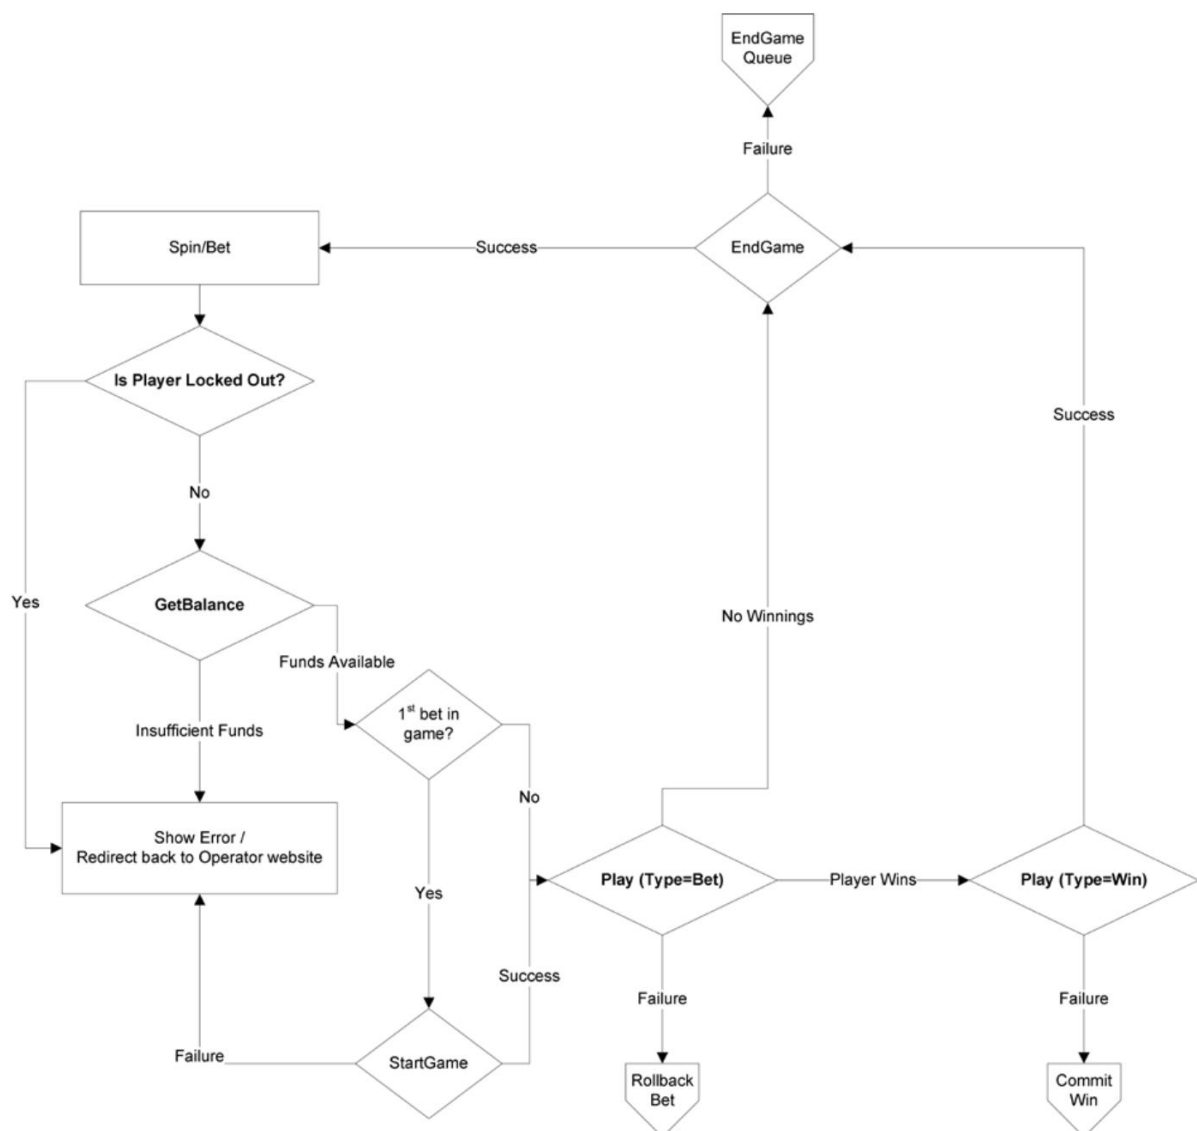 EndGame
Queue
Failure
Spin/Bet
Success
EndGame
Is Player Locked Out?
Success
No
Yes
GetBalance
No Winnings
Funds Available
1st bet in
game?
Insufficient Funds
No
Show Error /
Redirect back to Operator website
Yes
Play (Type=Bet)
Player Wins
Play (Type=Win)
Success
Failure
Failure
Failure
StartGame
Rollback
Bet
Commit
Win